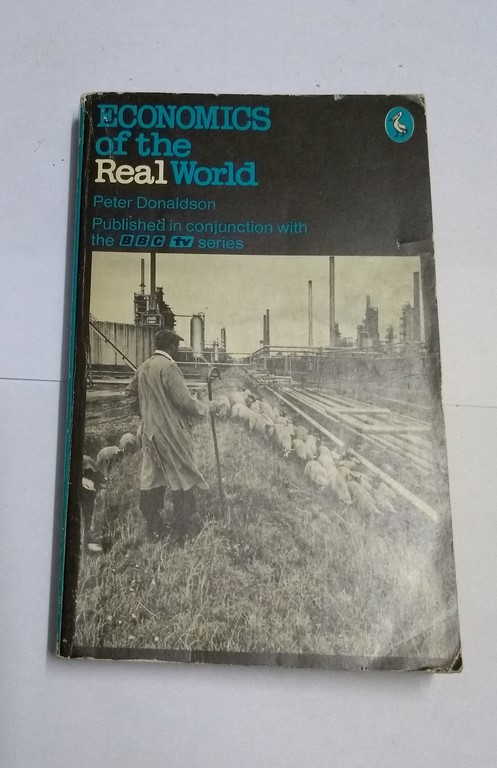 ECONOMICS
of the
Real World
Peter Donaldson
Published in conjunction with
the BBC tv series